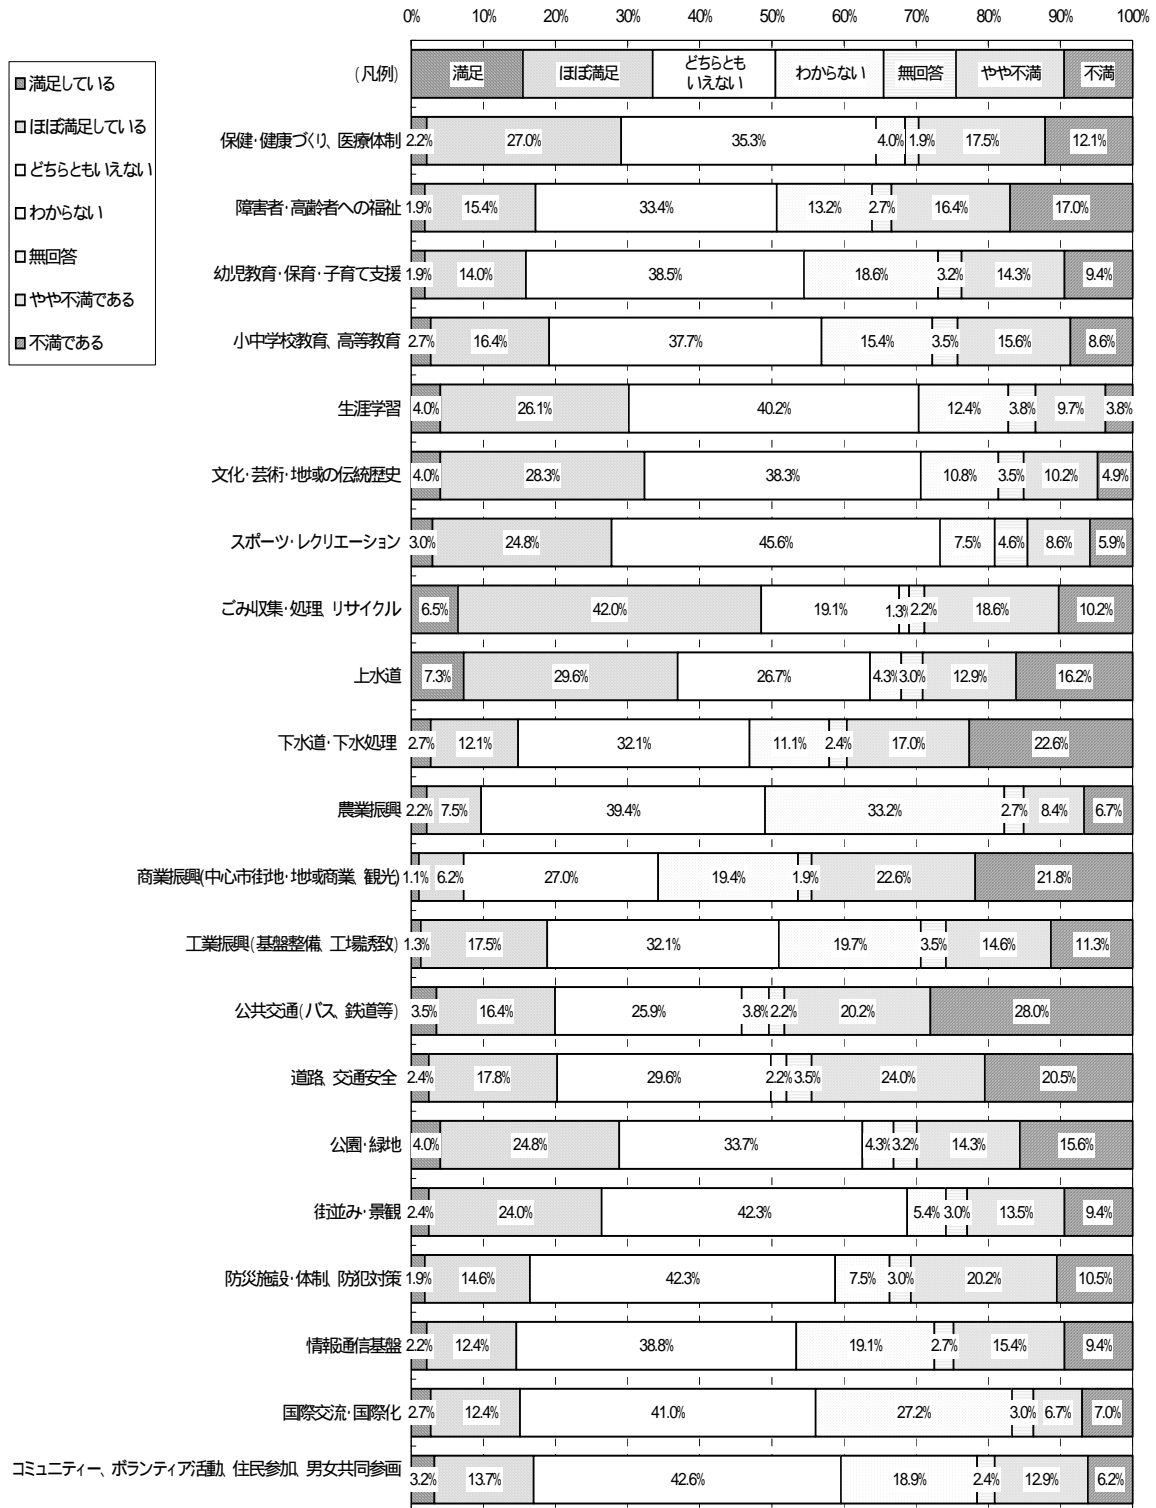 0% 10% 20% 30% 40% 50% 60% 70% 80% 90% 100%
満足している
ほぼ満足している
どちらともいえない
わからない
無回答
やや不満である
不満である
(凡例) 満足 ほぼ満足 どちらとも いえない わからない 無回答 やや不満 不満
保健・健康づくり、医療体制 2.2% 27.0% 35.3% 4.0% 1.9% 17.5% 12.1%
障害者・高齢者への福祉 1.9% 15.4% 33.4% 13.2% 2.7% 16.4% 17.0%
幼児教育・保育・子育て支援 1.9% 14.0% 38.5% 18.6% 3.2% 14.3% 9.4%
小中学校教育、高等教育 2.7% 16.4% 37.7% 15.4% 3.5% 15.6% 8.6%
生涯学習 4.0% 26.1% 40.2% 12.4% 3.8% 9.7% 3.8%
文化・芸術・地域の伝統歴史 4.0% 28.3% 38.3% 10.8% 3.5% 10.2% 4.9%
スポーツ・レクリエーション 3.0% 24.8% 45.6% 7.5% 4.6% 8.6% 5.9%
ごみ収集・処理、リサイクル 6.5% 42.0% 19.1% 1.3% 2.2% 18.6% 10.2%
上水道 7.3% 29.6% 26.7% 4.3% 3.0% 12.9% 16.2%
下水道・下水処理 2.7% 12.1% 32.1% 11.1% 2.4% 17.0% 22.6%
農業振興 2.2% 7.5% 39.4% 33.2% 2.7% 8.4% 6.7%
商業振興(中心市街地・地域商業、観光) 1.1% 6.2% 27.0% 19.4% 1.9% 22.6% 21.8%
工業振興(基盤整備、工場誘致) 1.3% 17.5% 32.1% 19.7% 3.5% 14.6% 11.3%
公共交通(バス、鉄道等) 3.5% 16.4% 25.9% 3.8% 2.2% 20.2% 28.0%
道路、交通安全 2.4% 17.8% 29.6% 2.2% 3.5% 24.0% 20.5%
公園・緑地 4.0% 24.8% 33.7% 4.3% 3.2% 14.3% 15.6%
街並み・景観 2.4% 24.0% 42.3% 5.4% 3.0% 13.5% 9.4%
防災施設・体制、防犯対策 1.9% 14.6% 42.3% 7.5% 3.0% 20.2% 10.5%
情報通信基盤 2.2% 12.4% 38.8% 19.1% 2.7% 15.4% 9.4%
国際交流・国際化 2.7% 12.4% 41.0% 27.2% 3.0% 6.7% 7.0%
コミュニティー、ボランティア活動、住民参加、男女共同参画 3.2% 13.7% 42.6% 18.9% 2.4% 12.9% 6.2%